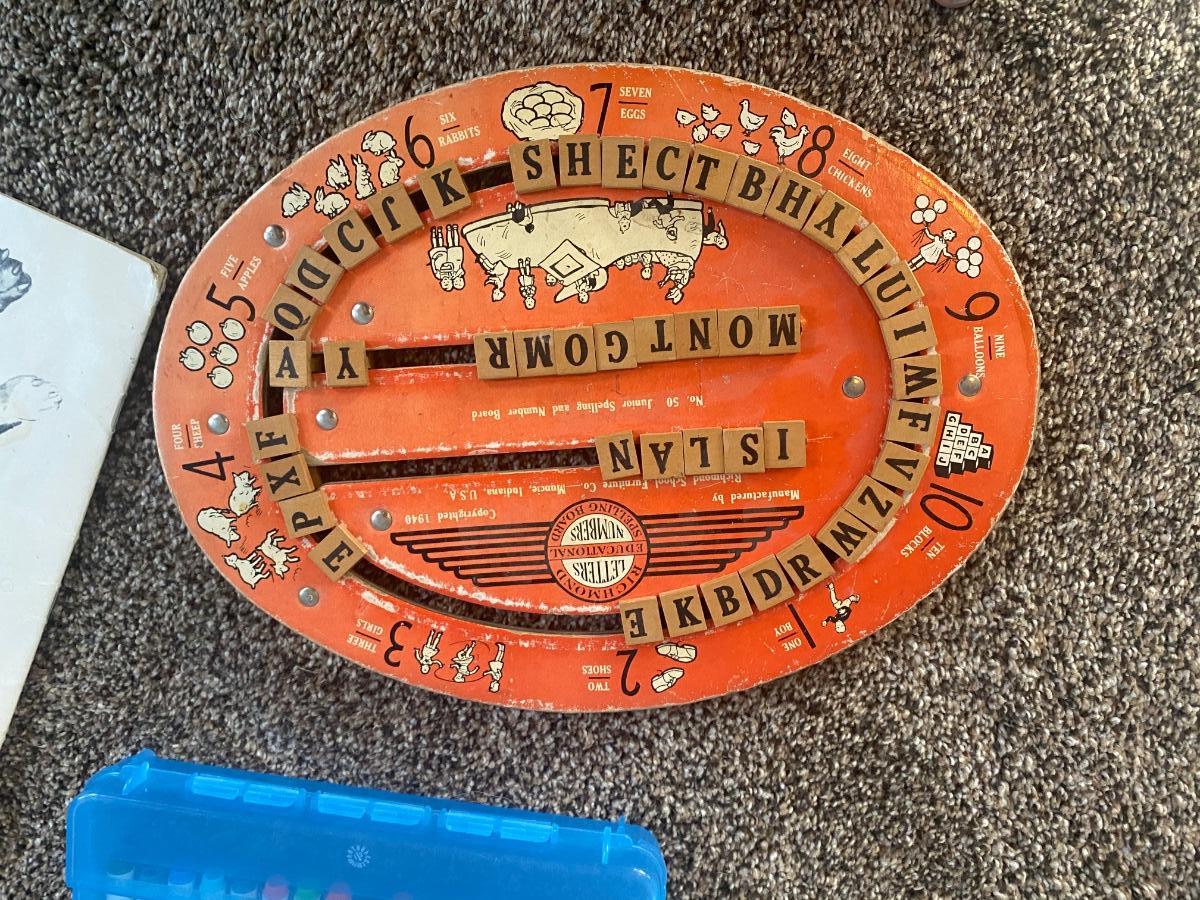 1 ONE BOY
2 TWO SHOES
3 THREE GIRLS
4 FOUR SHEEP
5 FIVE APPLES
6 SIX RABBITS
7 SEVEN EGGS
8 EIGHT CHICKENS
9 NINE BALLOONS
10 TEN BLOCKS
E P X F A Q D C J K S H E C T B H Y L U I M F V Z W R D B K E
RICHMOND EDUCATIONAL SPELLING BOARD
LETTERS
NUMBERS
Copyrighted 1940
Manufactured by
Richmond School Furniture Co.—Muncie, Indiana, U.S.A.
ISLAN
No. 50 Junior Spelling and Number Board
MONTGOMR Y